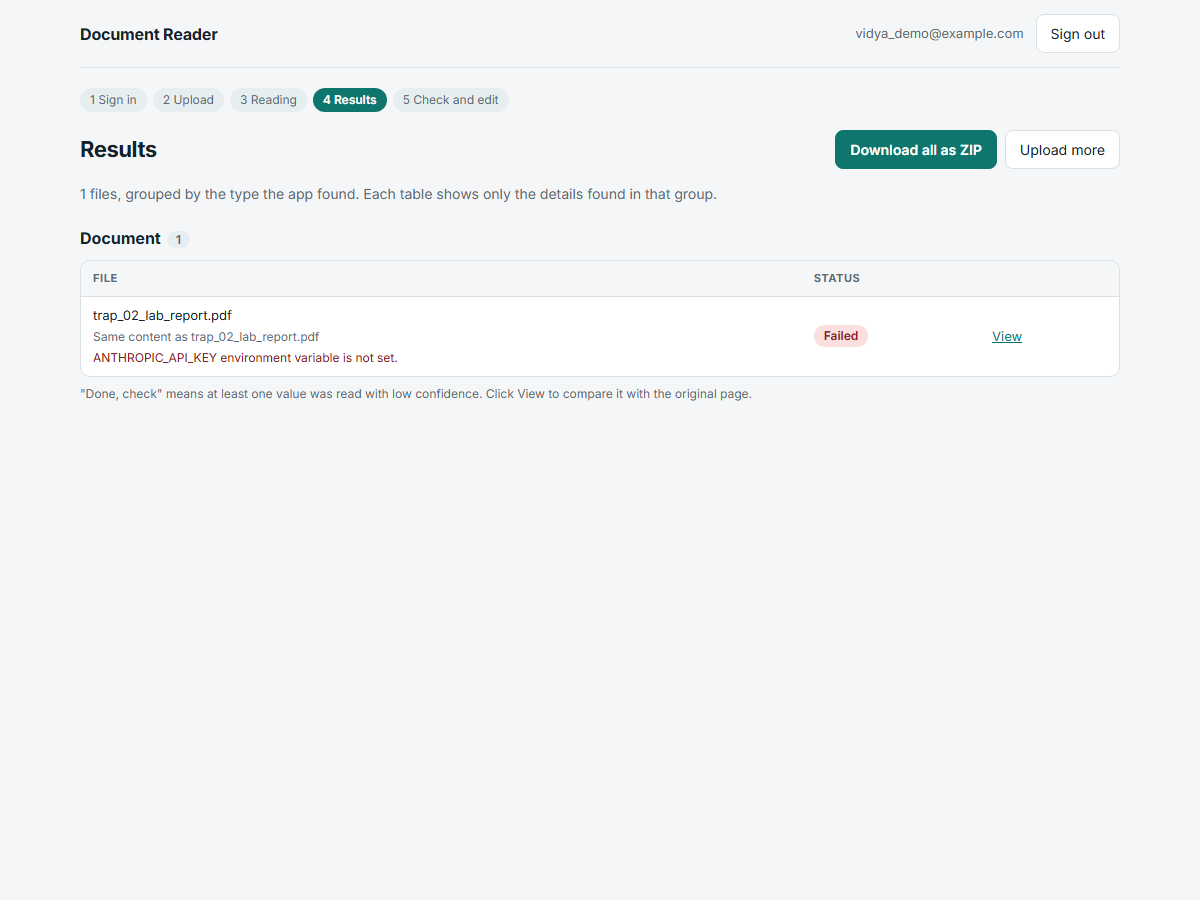 Document Reader
vidya_demo@example.com
Sign out
1 Sign in
2 Upload
3 Reading
4 Results
5 Check and edit
Results
Download all as ZIP
Upload more
1 files, grouped by the type the app found. Each table shows only the details found in that group.
Document 1
FILE
STATUS
trap_02_lab_report.pdf
Same content as trap_02_lab_report.pdf
ANTHROPIC_API_KEY environment variable is not set.
Failed
View
"Done, check" means at least one value was read with low confidence. Click View to compare it with the original page.